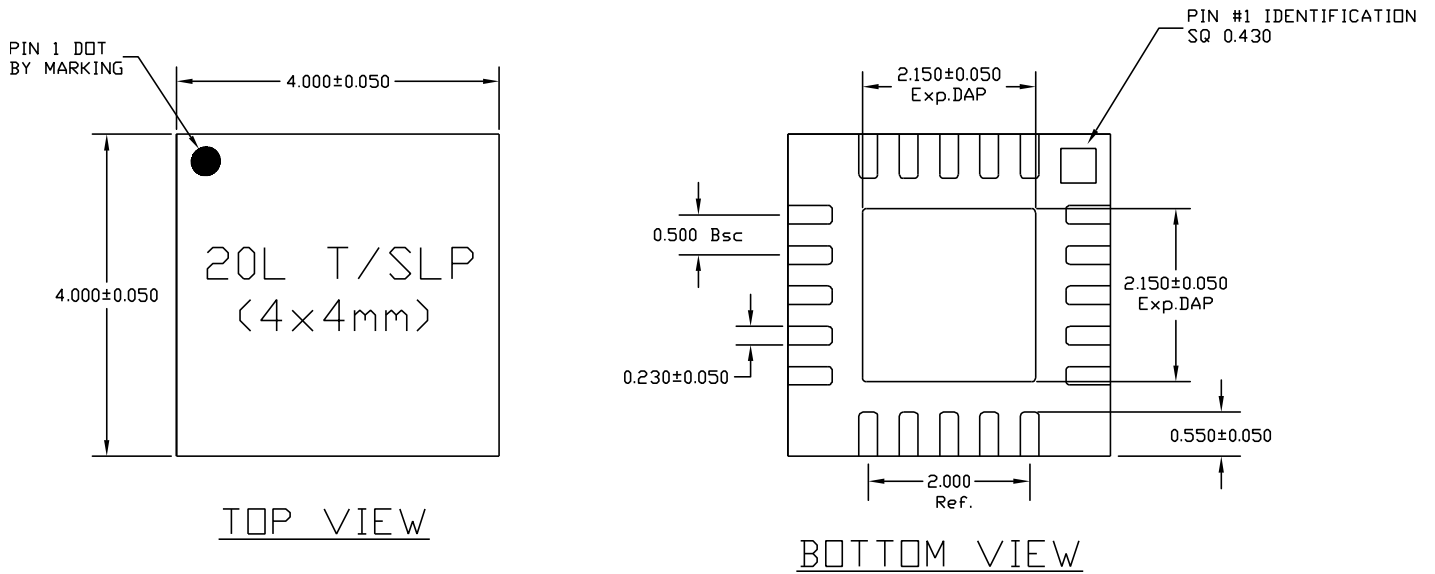 PIN 1 DOT
BY MARKING
4.000±0.050
4.000±0.050
20L T/SLP
(4x4mm)
TOP VIEW
PIN #1 IDENTIFICATION
SQ 0.430
2.150±0.050
Exp.DAP
0.500 Bsc
0.230±0.050
2.150±0.050
Exp.DAP
0.550±0.050
2.000
Ref.
BOTTOM VIEW